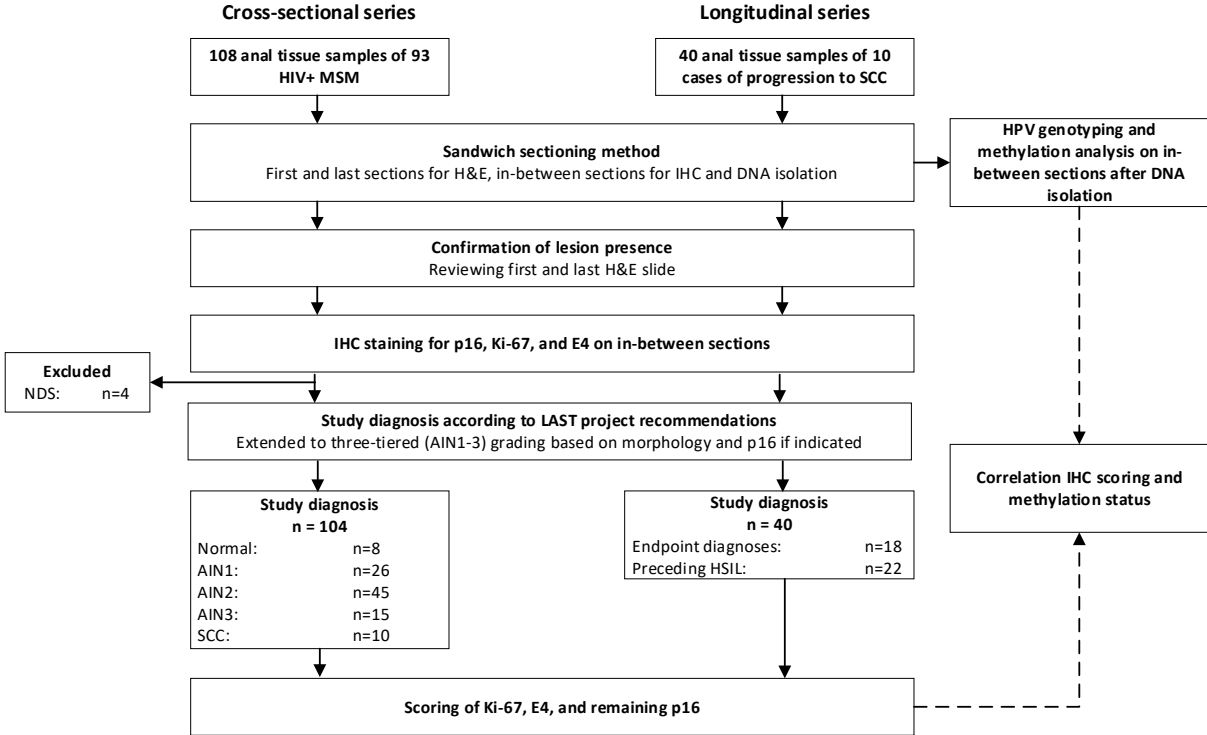 Cross-sectional series
Longitudinal series
108 anal tissue samples of 93
HIV+ MSM
40 anal tissue samples of 10
cases of progression to SCC
Sandwich sectioning method
First and last sections for H&E, in-between sections for IHC and DNA isolation
HPV genotyping and
methylation analysis on in-
between sections after DNA
isolation
Confirmation of lesion presence
Reviewing first and last H&E slide
IHC staining for p16, Ki-67, and E4 on in-between sections
Excluded
NDS: n=4
Study diagnosis according to LAST project recommendations
Extended to three-tiered (AIN1-3) grading based on morphology and p16 if indicated
Study diagnosis
n = 104
Normal: n=8
AIN1: n=26
AIN2: n=45
AIN3: n=15
SCC: n=10
Study diagnosis
n = 40
Endpoint diagnoses: n=18
Preceding HSIL: n=22
Correlation IHC scoring and
methylation status
Scoring of Ki-67, E4, and remaining p16